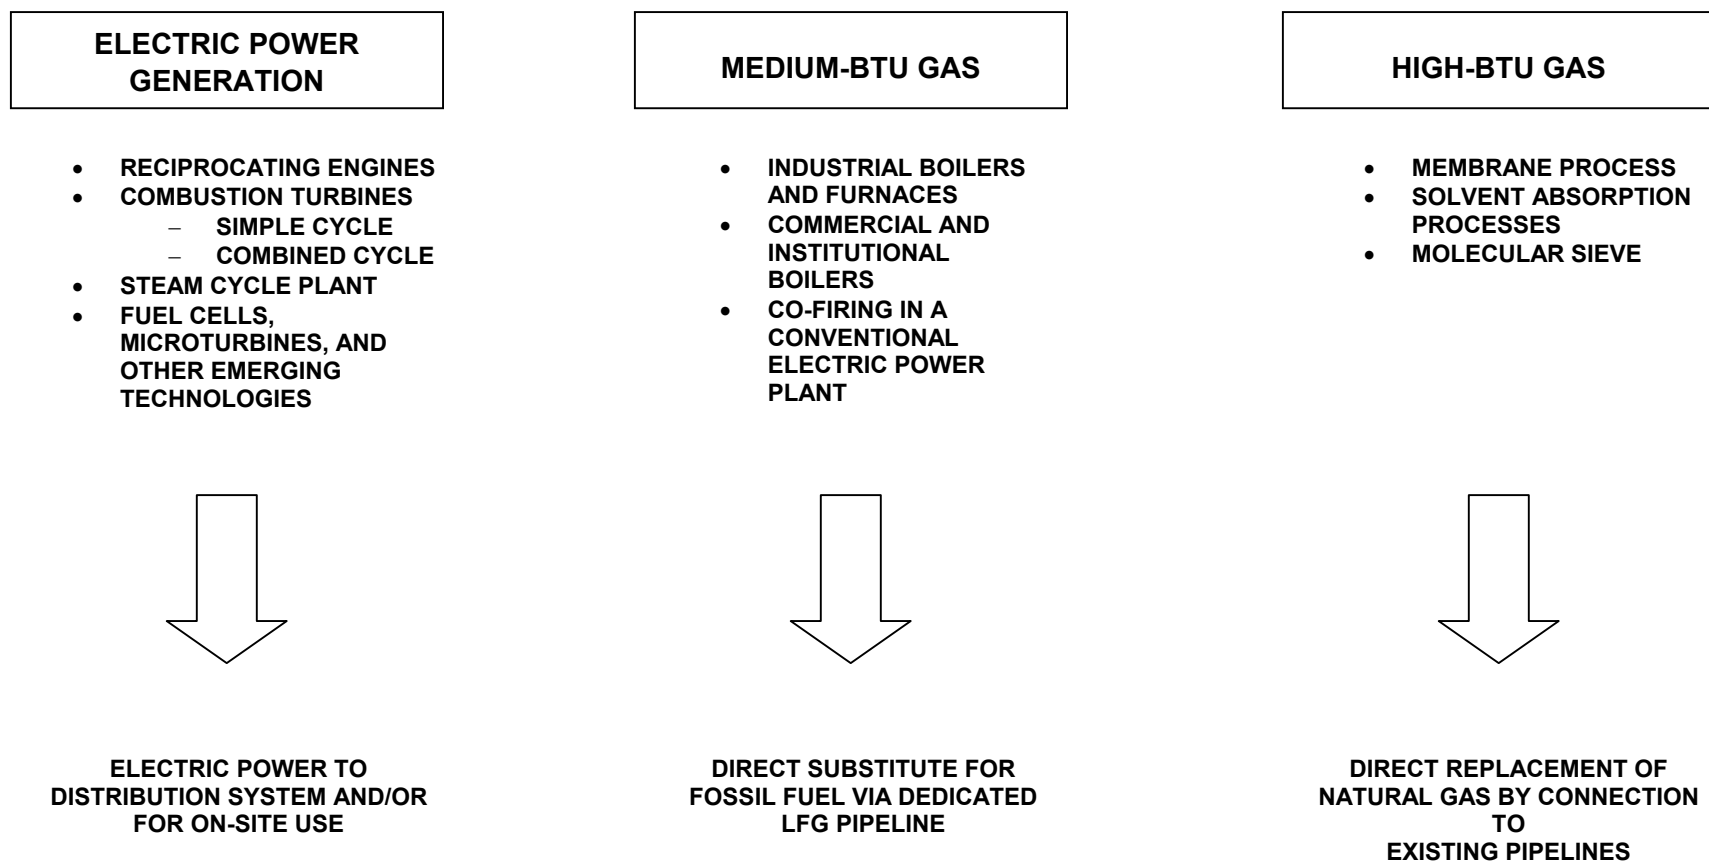 ELECTRIC POWER
GENERATION
• RECIPROCATING ENGINES
• COMBUSTION TURBINES
– SIMPLE CYCLE
– COMBINED CYCLE
• STEAM CYCLE PLANT
• FUEL CELLS,
MICROTURBINES, AND
OTHER EMERGING
TECHNOLOGIES
ELECTRIC POWER TO
DISTRIBUTION SYSTEM AND/OR
FOR ON-SITE USE
MEDIUM-BTU GAS
• INDUSTRIAL BOILERS
AND FURNACES
• COMMERCIAL AND
INSTITUTIONAL
BOILERS
• CO-FIRING IN A
CONVENTIONAL
ELECTRIC POWER
PLANT
DIRECT SUBSTITUTE FOR
FOSSIL FUEL VIA DEDICATED
LFG PIPELINE
HIGH-BTU GAS
• MEMBRANE PROCESS
• SOLVENT ABSORPTION
PROCESSES
• MOLECULAR SIEVE
DIRECT REPLACEMENT OF
NATURAL GAS BY CONNECTION
TO
EXISTING PIPELINES